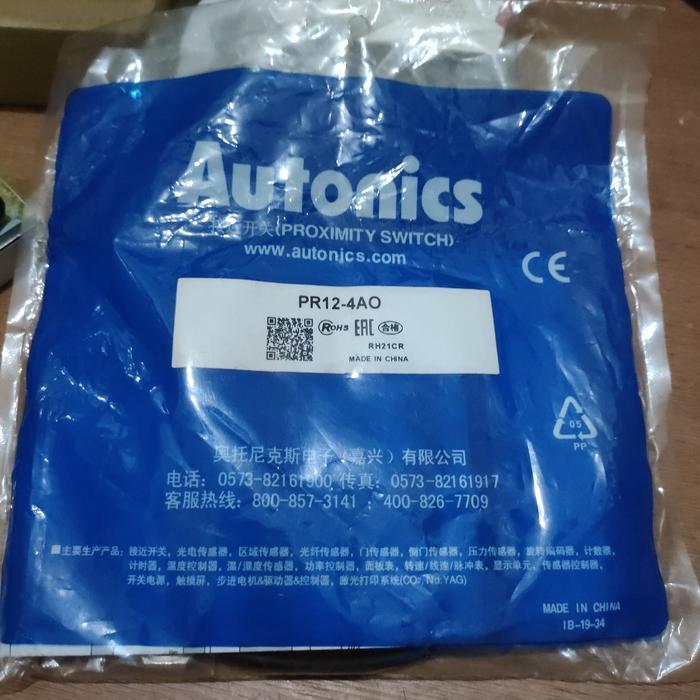 Autonics
接近开关(PROXIMITY SWITCH)
www.autonics.com
CE
PR12-4AO
RoHS EAC 合格
RH21CR
MADE IN CHINA
05
PP
奥托尼克斯电子（嘉兴）有限公司
电话：0573-82161900 传真：0573-82161917
客服热线：800-857-3141 . 400-826-7709
■主要生产产品：接近开关，光电传感器，区域传感器，光纤传感器，门传感器，侧门传感器，压力传感器，旋转编码器，计数器，
计时器，温度控制器，温/湿度传感器，功率控制器，面板表，转速/线速/脉冲表，显示单元，传感器控制器，
开关电源，触摸屏，步进电机&驱动器&控制器，激光打印系统(CO₂, Nd:YAG)
MADE IN CHINA
IB-19-34